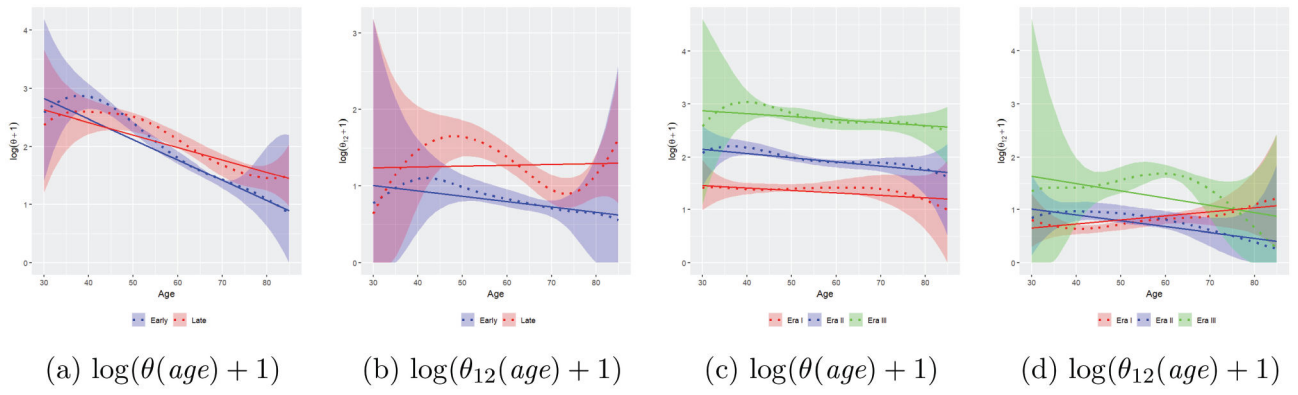 log(θ+1)
4
3
2
1
0
30 40 50 60 70 80
Age
Early Late
(a) log(θ(age) + 1)
log(θ₁₂+1)
3
2
1
0
30 40 50 60 70 80
Age
Early Late
(b) log(θ₁₂(age) + 1)
log(θ+1)
4
3
2
1
0
30 40 50 60 70 80
Age
Era I Era II Era III
(c) log(θ(age) + 1)
log(θ₁₂+1)
4
3
2
1
0
30 40 50 60 70 80
Age
Era I Era II Era III
(d) log(θ₁₂(age) + 1)